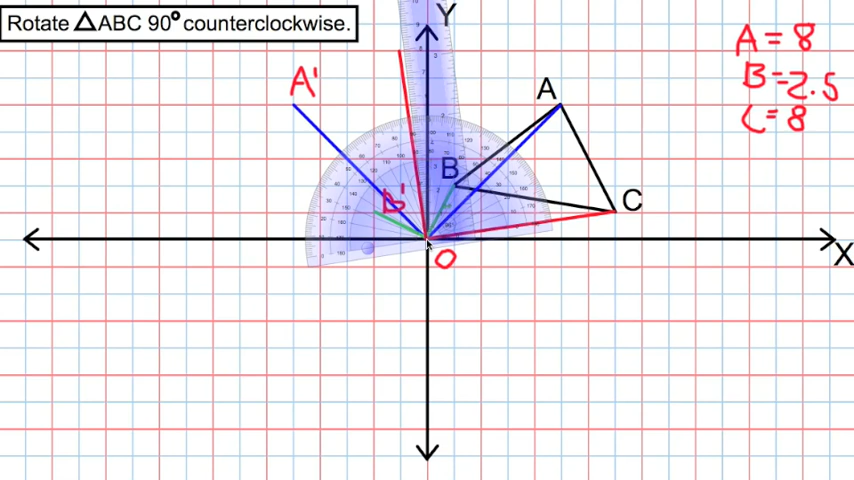 Rotate △ABC 90° counterclockwise.
Y
A = 8
B = 2.5
C = 8
A'
A
B
B'
C
O
X